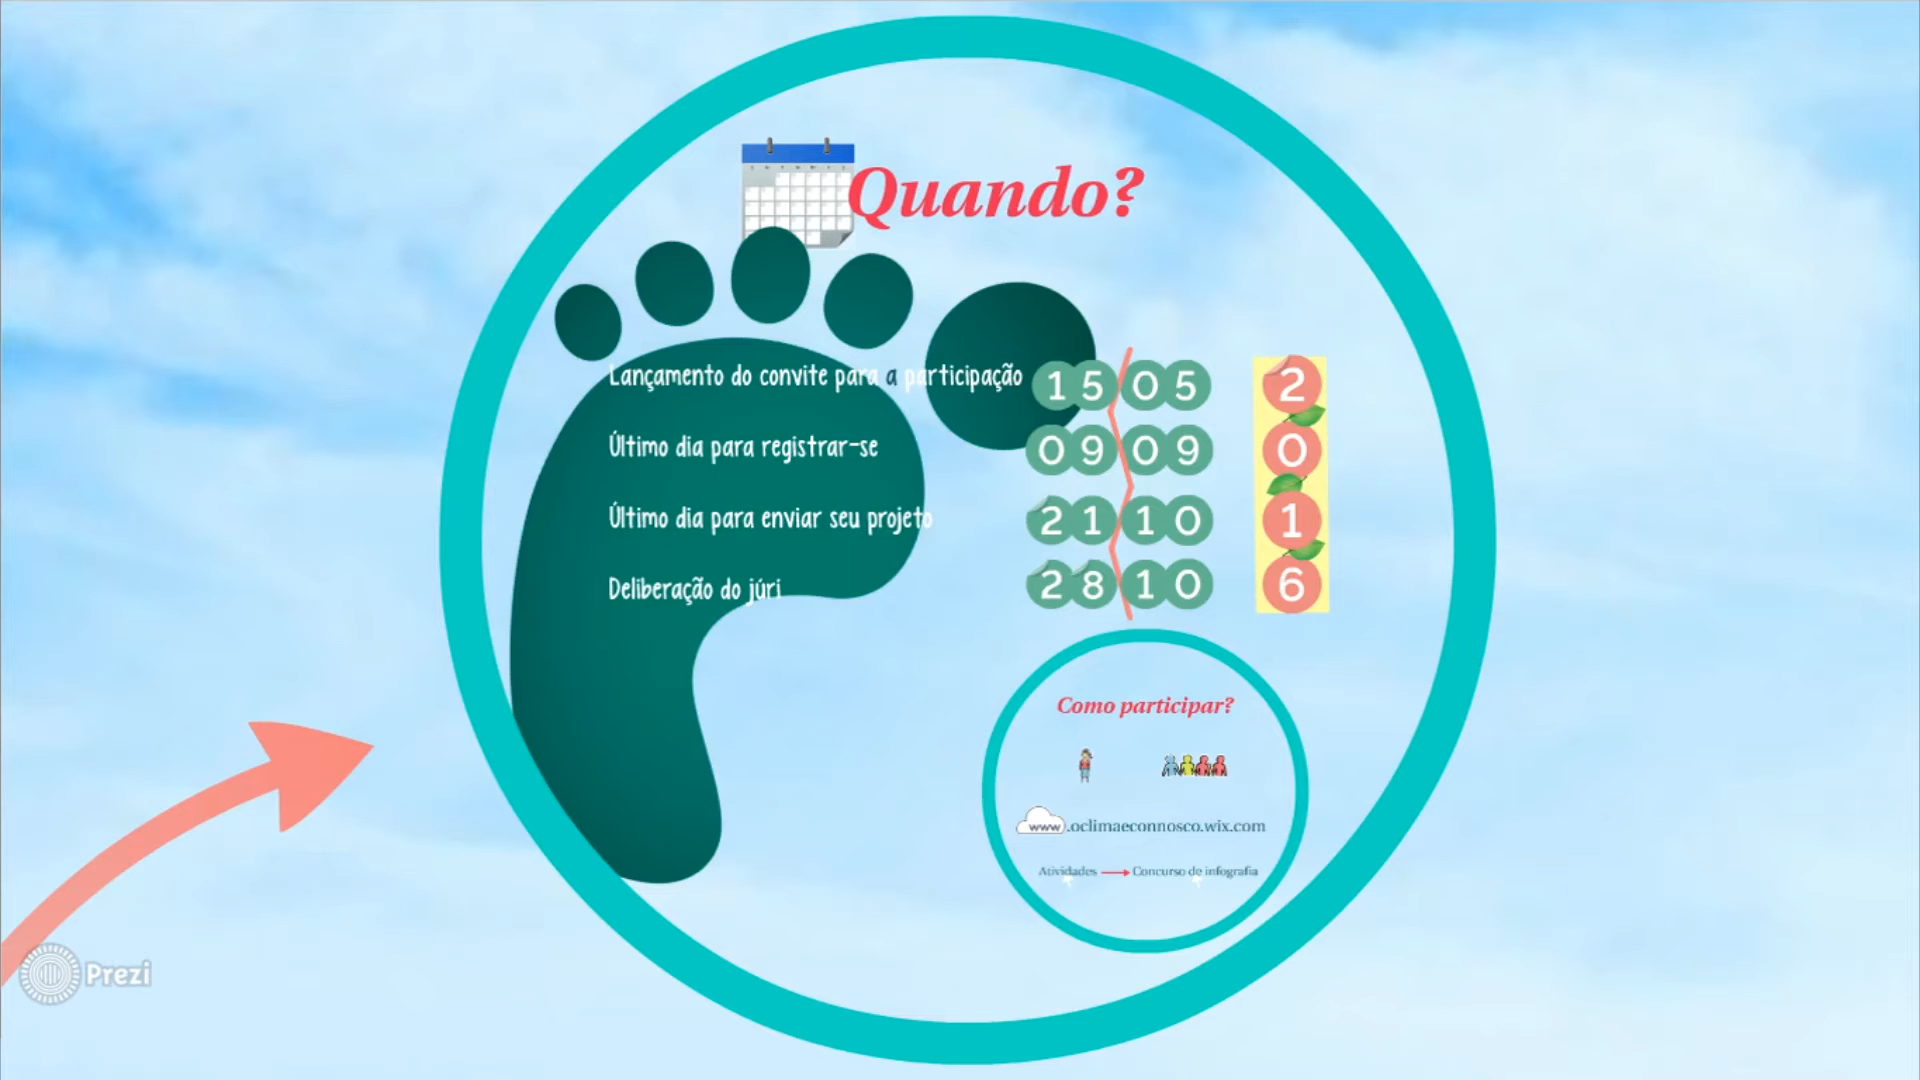 Quando?
Lançamento do convite para a participação 15 05 2
Último dia para registrar-se 09 09 0
Último dia para enviar seu projeto 21 10 1
Deliberação do júri 28 10 6
Como participar?
www.oclimaeconnosco.wix.com
Atividades Concurso de infografia
Prezi